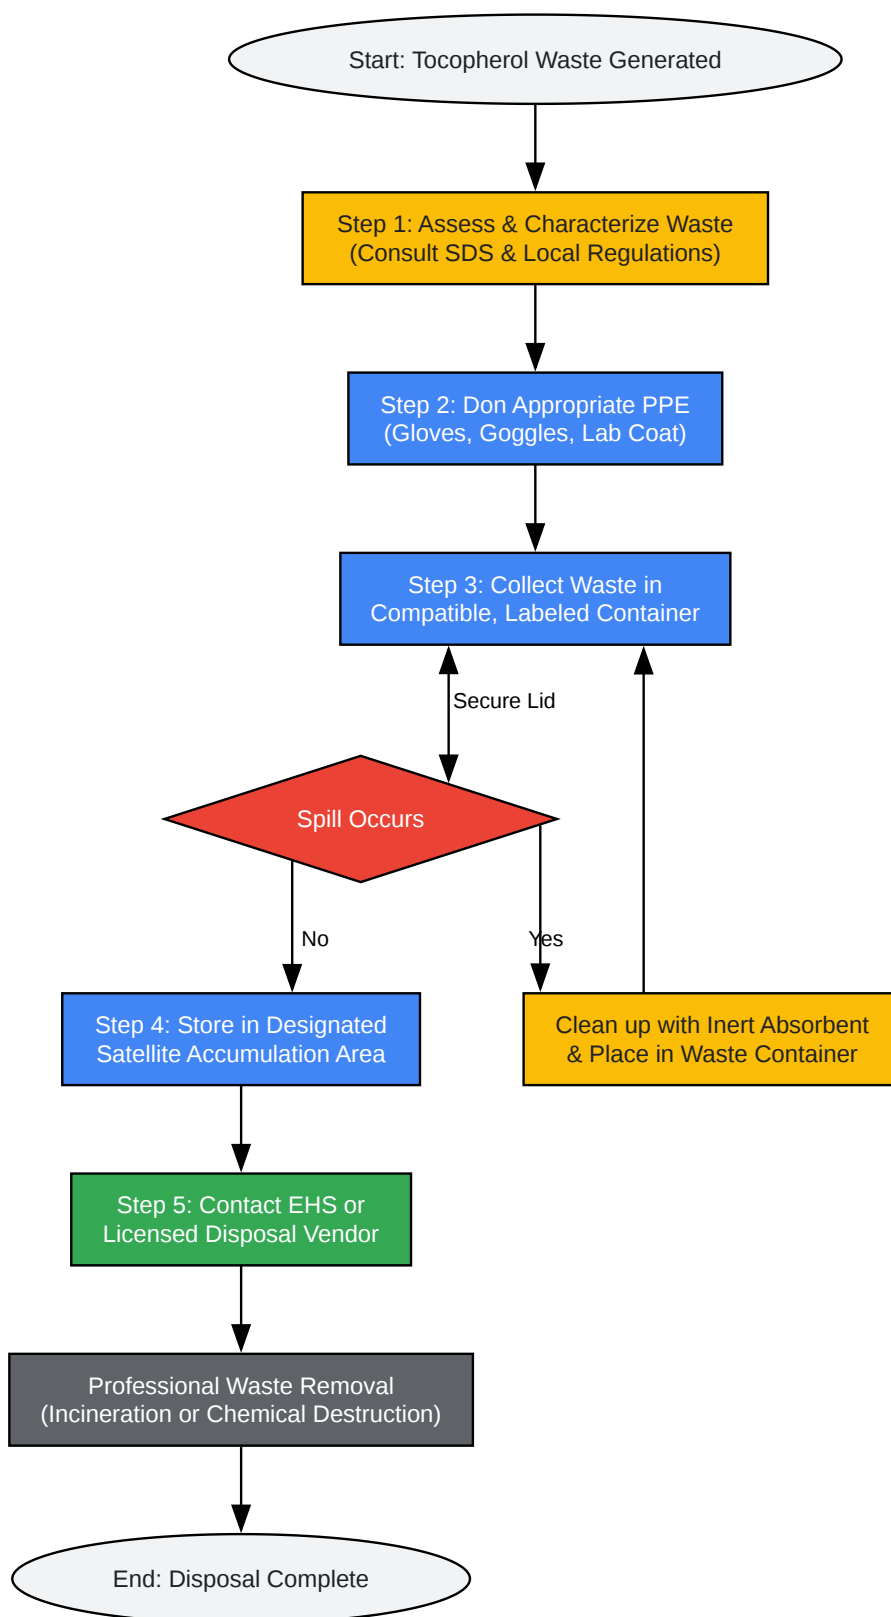 Start: Tocopherol Waste Generated
Step 1: Assess & Characterize Waste
(Consult SDS & Local Regulations)
Step 2: Don Appropriate PPE
(Gloves, Goggles, Lab Coat)
Step 3: Collect Waste in
Compatible, Labeled Container
Secure Lid
Spill Occurs
No
Yes
Step 4: Store in Designated
Satellite Accumulation Area
Clean up with Inert Absorbent
& Place in Waste Container
Step 5: Contact EHS or
Licensed Disposal Vendor
Professional Waste Removal
(Incineration or Chemical Destruction)
End: Disposal Complete